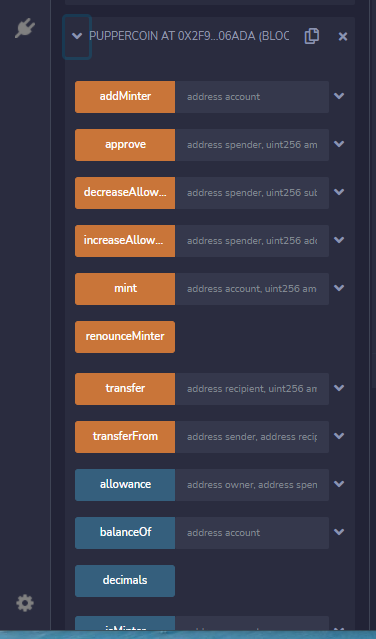 PUPPERCOIN AT 0X2F9...06ADA (BLOC
addMinter address account
approve address spender, uint256 am
decreaseAllow... address spender, uint256 sub
increaseAllow... address spender, uint256 add
mint address account, uint256 am
renounceMinter
transfer address recipient, uint256 am
transferFrom address sender, address recip
allowance address owner, address spen
balanceOf address account
decimals
isMinter